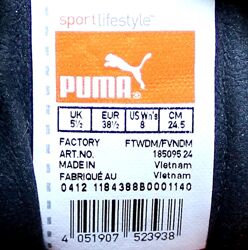 sportlifestyle®
PUMA®
UK EUR US Wn's CM
5½ 38½ 8 24.5
FACTORY FTWDM/FVNDM
ART.NO. 185095 24
MADE IN Vietnam
FABRIQUÉ AU Vietnam
0412 1184388B0001140
4 051907 523938